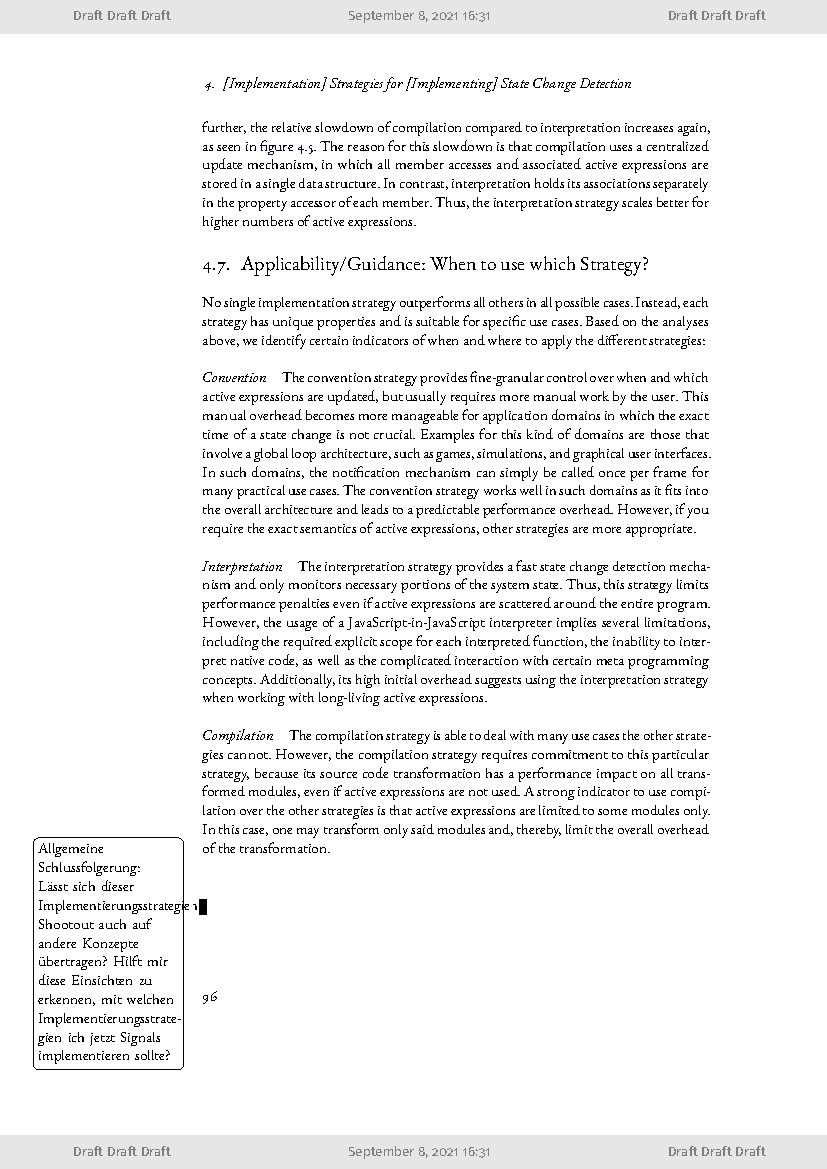 Draft Draft Draft September 8, 2021 16:31 Draft Draft Draft
4. [Implementation] Strategies for [Implementing] State Change Detection
further, the relative slowdown of compilation compared to interpretation increases again,
as seen in figure 4.5. The reason for this slowdown is that compilation uses a centralized
update mechanism, in which all member accesses and associated active expressions are
stored in a single data structure. In contrast, interpretation holds its associations separately
in the property accessor of each member. Thus, the interpretation strategy scales better for
higher numbers of active expressions.
4.7. Applicability/Guidance: When to use which Strategy?
No single implementation strategy outperforms all others in all possible cases. Instead, each
strategy has unique properties and is suitable for specific use cases. Based on the analyses
above, we identify certain indicators of when and where to apply the different strategies:
Convention The convention strategy provides fine-granular control over when and which
active expressions are updated, but usually requires more manual work by the user. This
manual overhead becomes more manageable for application domains in which the exact
time of a state change is not crucial. Examples for this kind of domains are those that
involve a global loop architecture, such as games, simulations, and graphical user interfaces.
In such domains, the notification mechanism can simply be called once per frame for
many practical use cases. The convention strategy works well in such domains as it fits into
the overall architecture and leads to a predictable performance overhead. However, if you
require the exact semantics of active expressions, other strategies are more appropriate.
Interpretation The interpretation strategy provides a fast state change detection mecha-
nism and only monitors necessary portions of the system state. Thus, this strategy limits
performance penalties even if active expressions are scattered around the entire program.
However, the usage of a JavaScript-in-JavaScript interpreter implies several limitations,
including the required explicit scope for each interpreted function, the inability to inter-
pret native code, as well as the complicated interaction with certain meta programming
concepts. Additionally, its high initial overhead suggests using the interpretation strategy
when working with long-living active expressions.
Compilation The compilation strategy is able to deal with many use cases the other strate-
gies cannot. However, the compilation strategy requires commitment to this particular
strategy, because its source code transformation has a performance impact on all trans-
formed modules, even if active expressions are not used. A strong indicator to use compi-
lation over the other strategies is that active expressions are limited to some modules only.
In this case, one may transform only said modules and, thereby, limit the overall overhead
of the transformation.
Allgemeine
Schlussfolgerung:
Lässt sich dieser
Implementierungsstrategien
Shootout auch auf
andere Konzepte
übertragen? Hilft mir
diese Einsichten zu
erkennen, mit welchen
Implementierungsstrate-
gien ich jetzt Signals
implementieren sollte?
96
Draft Draft Draft September 8, 2021 16:31 Draft Draft Draft